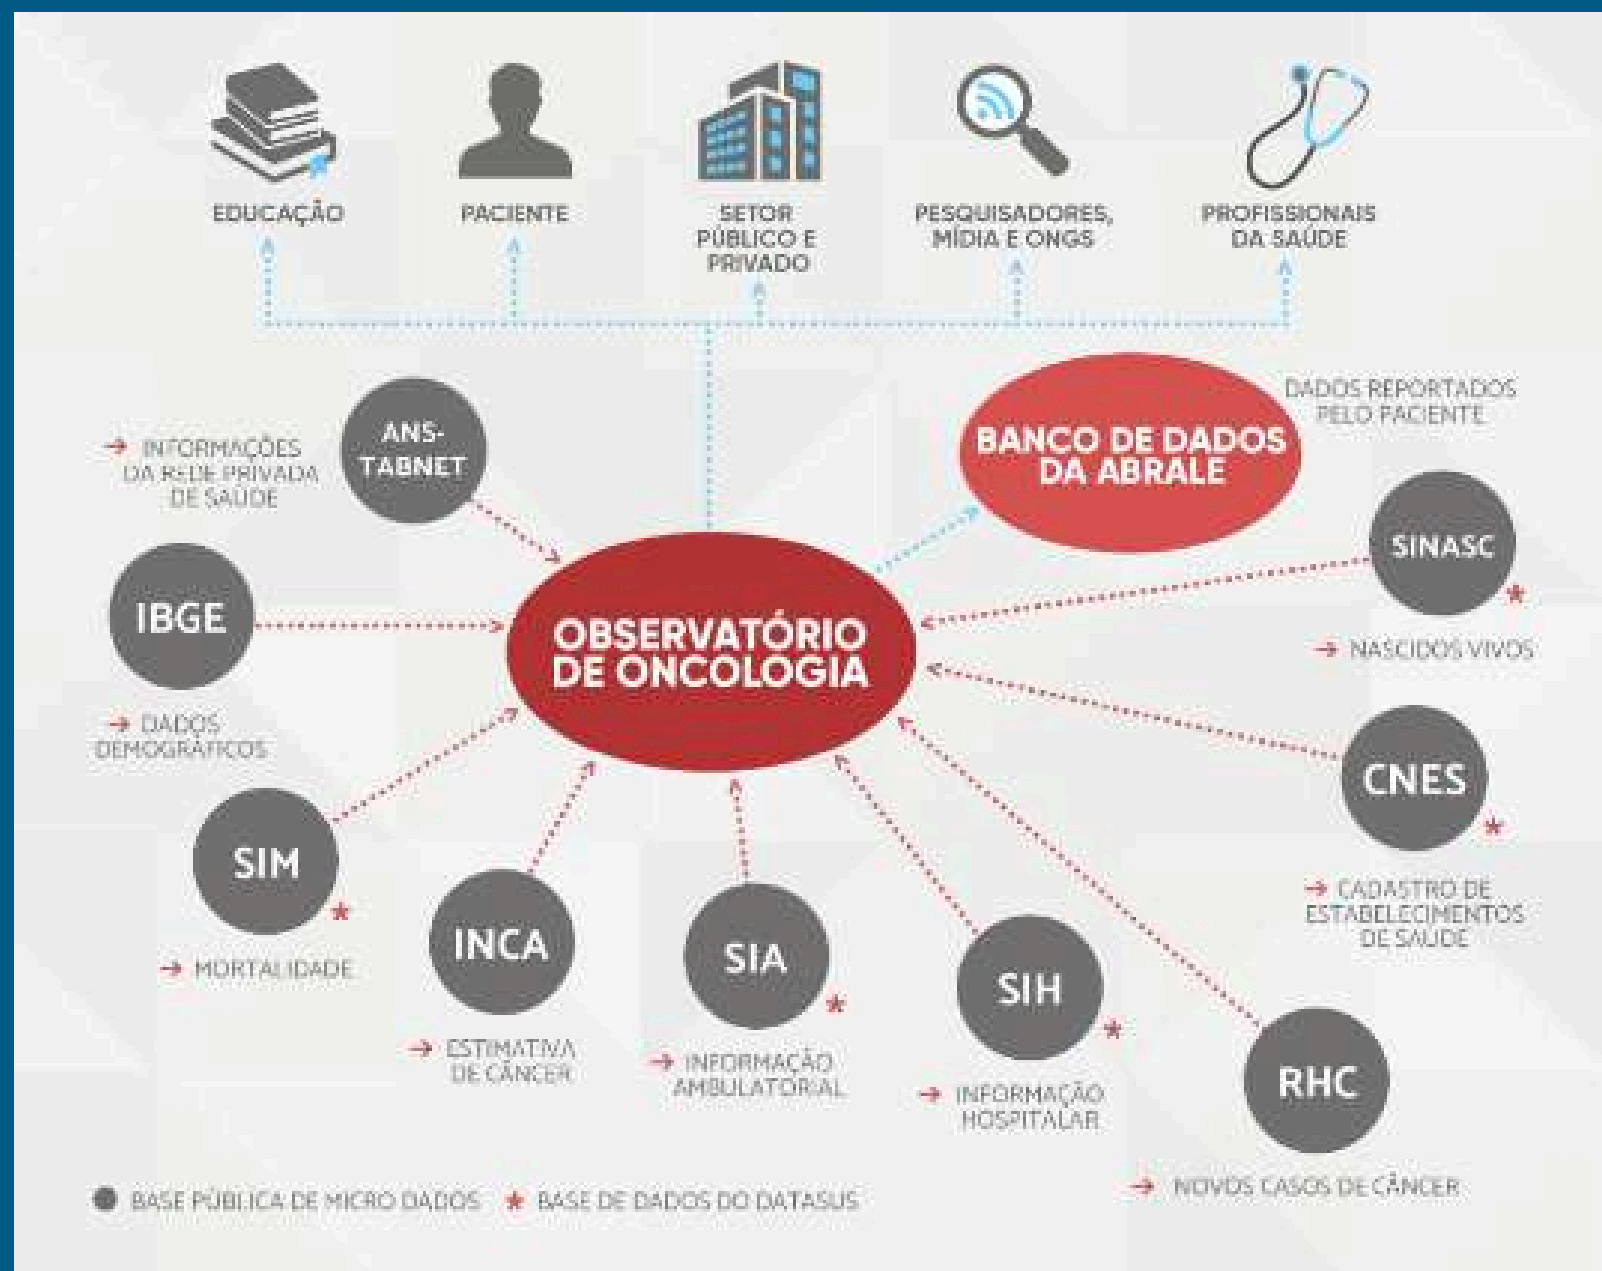 EDUCAÇÃO
PACIENTE
SETOR
PÚBLICO E
PRIVADO
PESQUISADORES,
MÍDIA E ONGS
PROFISSIONAIS
DA SAÚDE
ANS-
TABNET
→ INFORMAÇÕES
DA REDE PRIVADA
DE SAÚDE
BANCO DE DADOS
DA ABRALE
DADOS REPORTADOS
PELO PACIENTE
SINASC
*
→ NASCIDOS VIVOS
IBGE
→ DADOS
DEMOGRÁFICOS
OBSERVATÓRIO
DE ONCOLOGIA
CNES
*
→ CADASTRO DE
ESTABELECIMENTOS
DE SAÚDE
SIM
*
→ MORTALIDADE
INCA
→ ESTIMATIVA
DE CÂNCER
SIA
*
→ INFORMAÇÃO
AMBULATORIAL
SIH
*
→ INFORMAÇÃO
HOSPITALAR
RHC
→ NOVOS CASOS DE CÂNCER
BASE PÚBLICA DE MICRO DADOS * BASE DE DADOS DO DATASUS